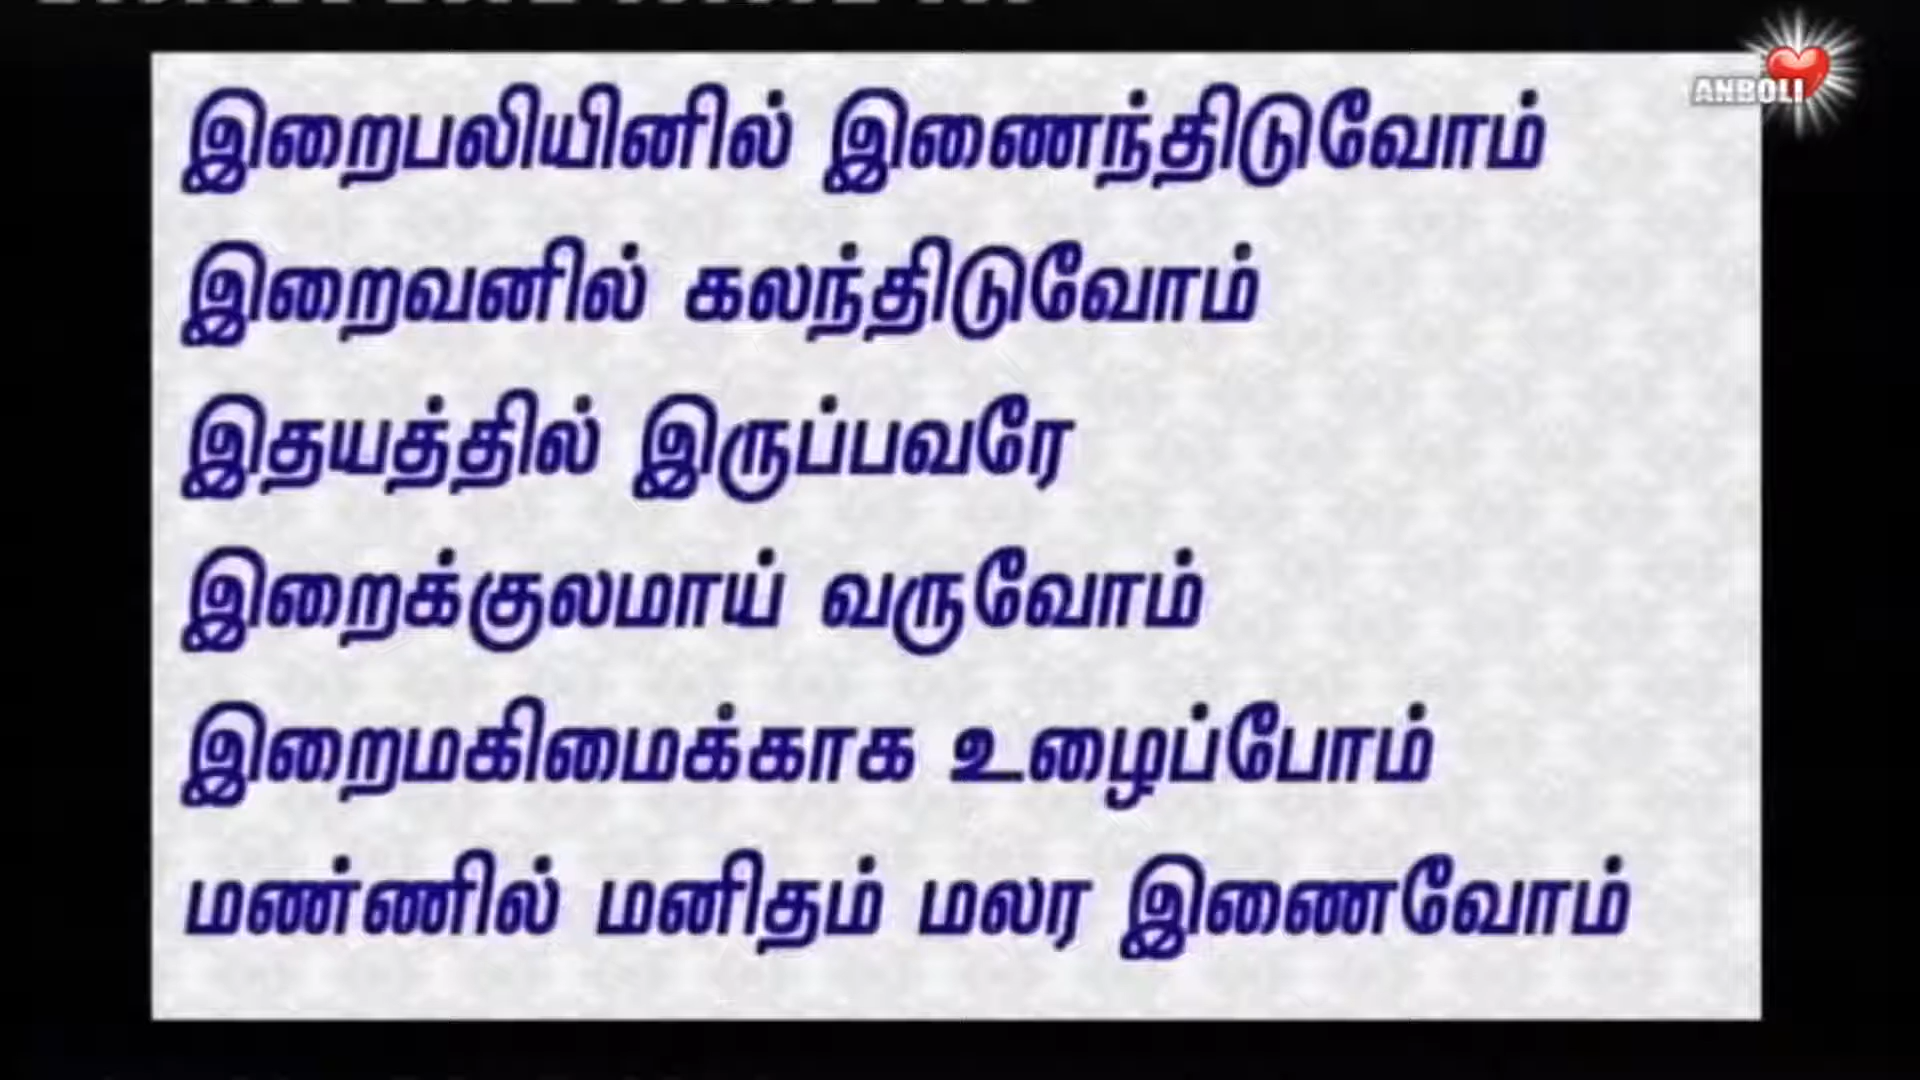 ANBOLI
இறைபலியினில் இணைந்திடுவோம்
இறைவனில் கலந்திடுவோம்
இதயத்தில் இருப்பவரே
இறைக்குலமாய் வருவோம்
இறைமகிமைக்காக உழைப்போம்
மண்ணில் மனிதம் மலர இணைவோம்